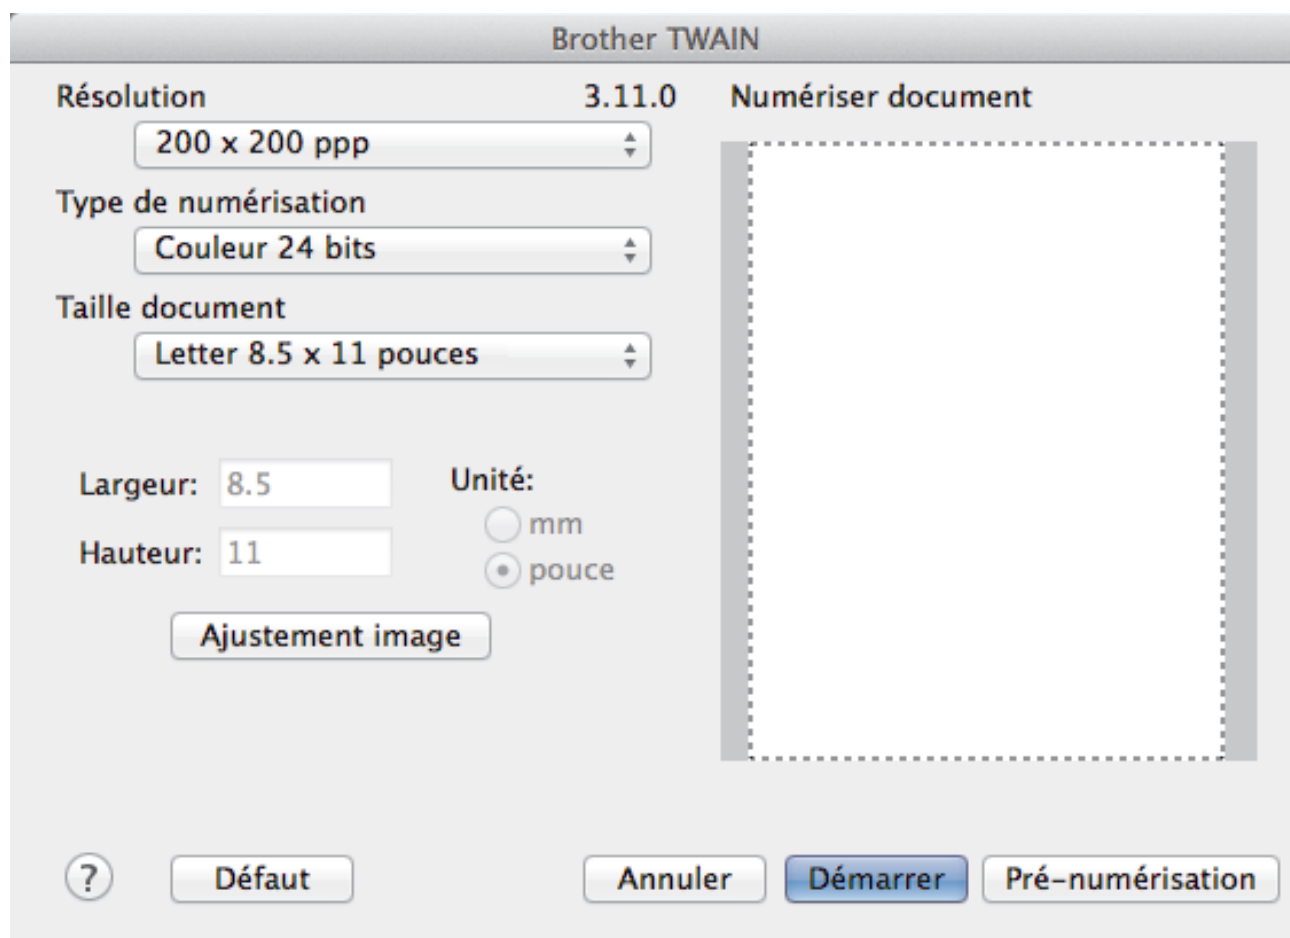 Brother TWAIN
Résolution 3.11.0
200 x 200 ppp
Type de numérisation
Couleur 24 bits
Taille document
Letter 8.5 x 11 pouces
Largeur: 8.5
Hauteur: 11
Unité:
mm
pouce
Ajustement image
Numériser document
? Défaut Annuler Démarrer Pré-numérisation